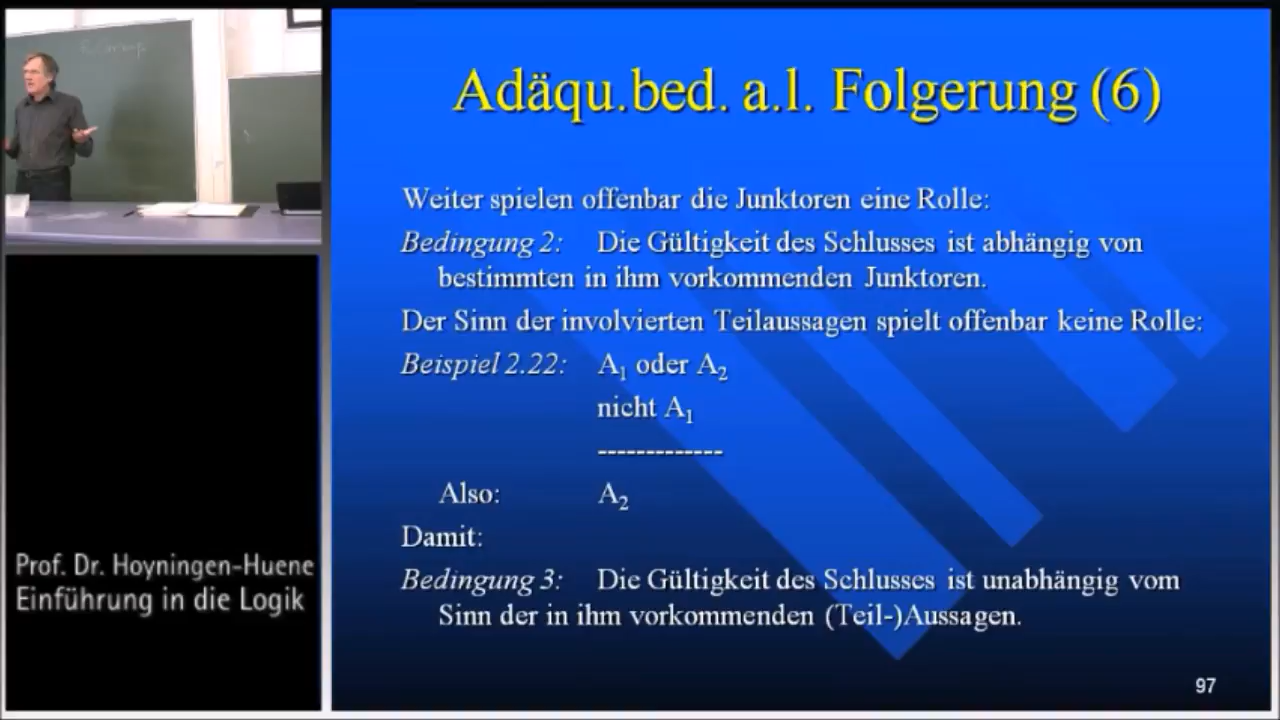 Adäqu.bed. a.l. Folgerung (6)
Weiter spielen offenbar die Junktoren eine Rolle:
Bedingung 2: Die Gültigkeit des Schlusses ist abhängig von
bestimmten in ihm vorkommenden Junktoren.
Der Sinn der involvierten Teilaussagen spielt offenbar keine Rolle:
Beispiel 2.22: A₁ oder A₂
nicht A₁
-------------
Also: A₂
Damit:
Bedingung 3: Die Gültigkeit des Schlusses ist unabhängig vom
Sinn der in ihm vorkommenden (Teil-)Aussagen.
97
Prof. Dr. Hoyningen-Huene
Einführung in die Logik